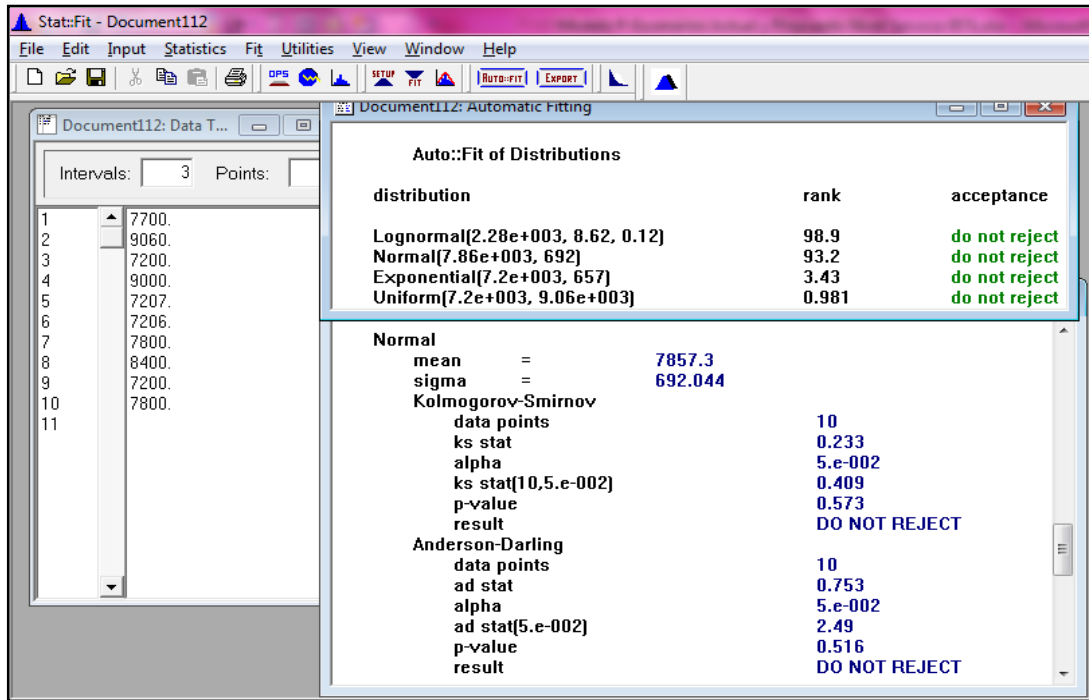 Stat::Fit - Document112
File Edit Input Statistics Fit Utilities View Window Help
OPS SETUP FIT AUTO::FIT EXPORT
Document112: Data T...
Intervals: 3 Points:
1 7700.
2 9060.
3 7200.
4 9000.
5 7207.
6 7206.
7 7800.
8 8400.
9 7200.
10 7800.
11
Document112: Automatic Fitting
Auto::Fit of Distributions
distribution rank acceptance
Lognormal(2.28e+003, 8.62, 0.12) 98.9 do not reject
Normal(7.86e+003, 692) 93.2 do not reject
Exponential(7.2e+003, 657) 3.43 do not reject
Uniform(7.2e+003, 9.06e+003) 0.981 do not reject
Normal
mean = 7857.3
sigma = 692.044
Kolmogorov-Smirnov
data points 10
ks stat 0.233
alpha 5.e-002
ks stat(10,5.e-002) 0.409
p-value 0.573
result DO NOT REJECT
Anderson-Darling
data points 10
ad stat 0.753
alpha 5.e-002
ad stat(5.e-002) 2.49
p-value 0.516
result DO NOT REJECT